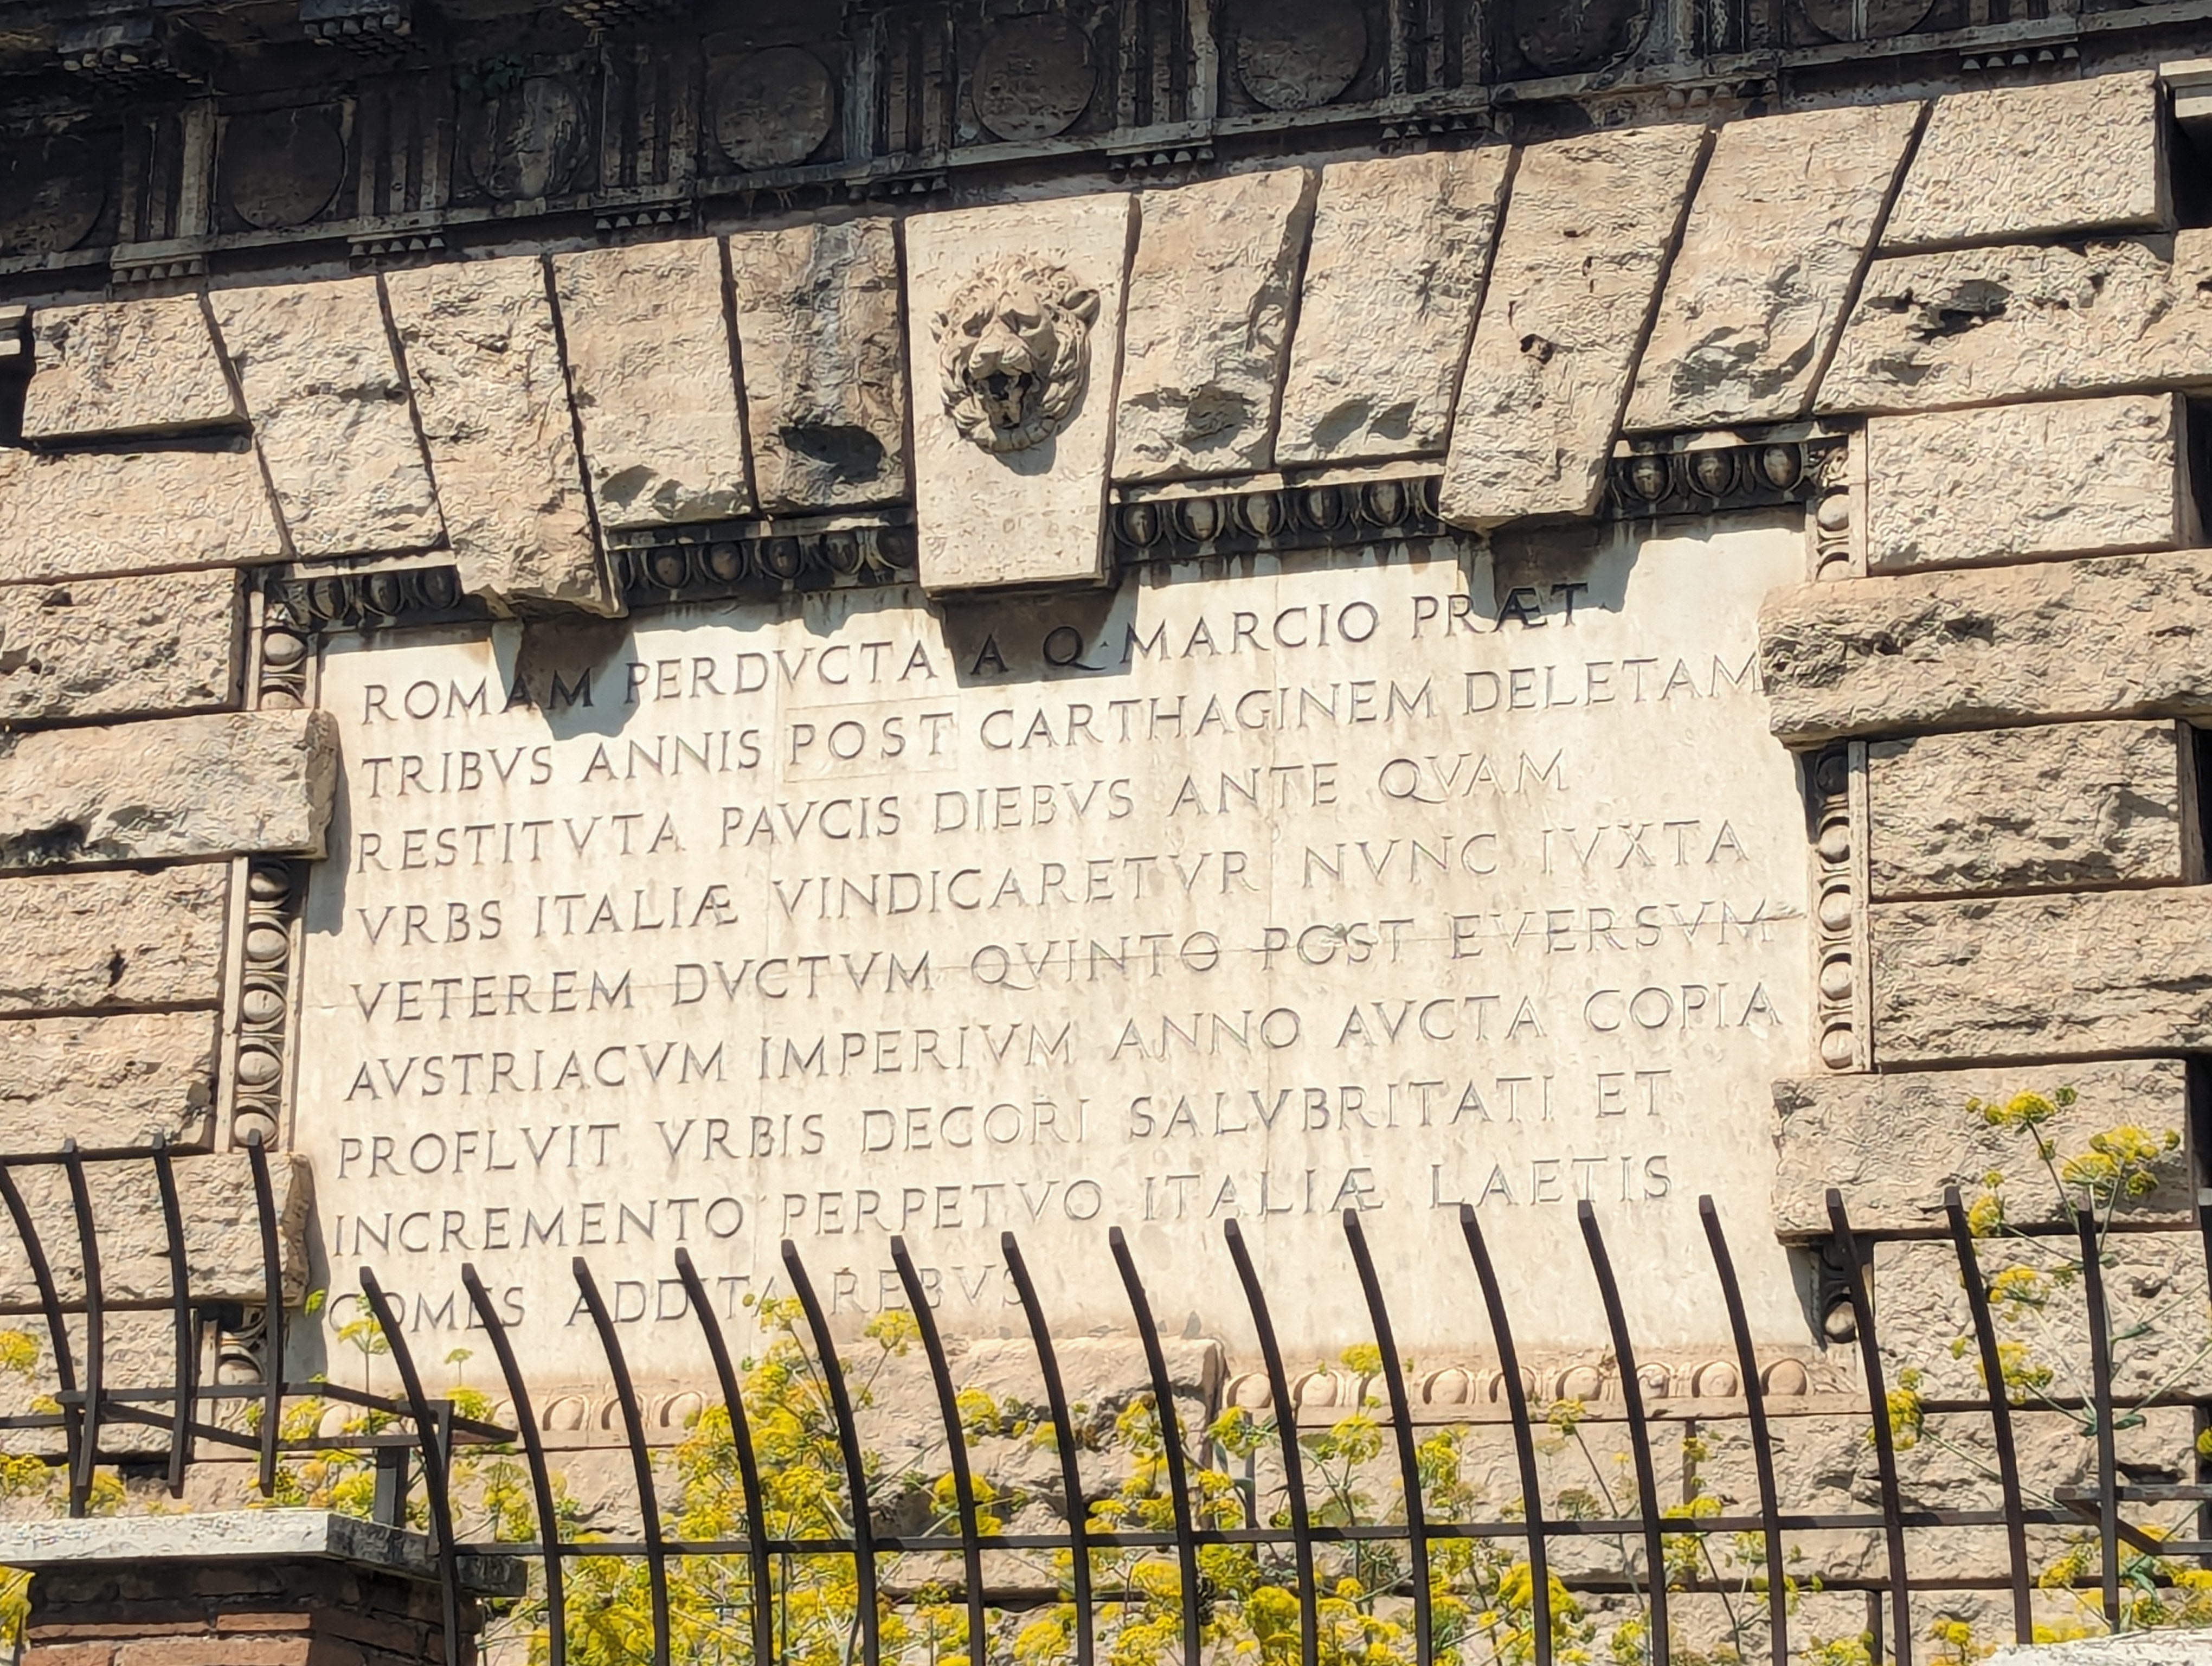 ROMAM PERDVCTA A Q·MARCIO PRÆT·
TRIBVS ANNIS POST CARTHAGINEM DELETAM
RESTITVTA PAVCIS DIEBVS ANTE QVAM
VRBS ITALIÆ VINDICARETVR NVNC IVXTA
VETEREM DVCTVM QVINTO POST EVERSVM
AVSTRIACVM IMPERIVM ANNO AVCTA COPIA
PROFLVIT VRBIS DECORI SALVBRITATI ET
INCREMENTO PERPETVO ITALIÆ LAETIS
COMES ADDITA REBVS